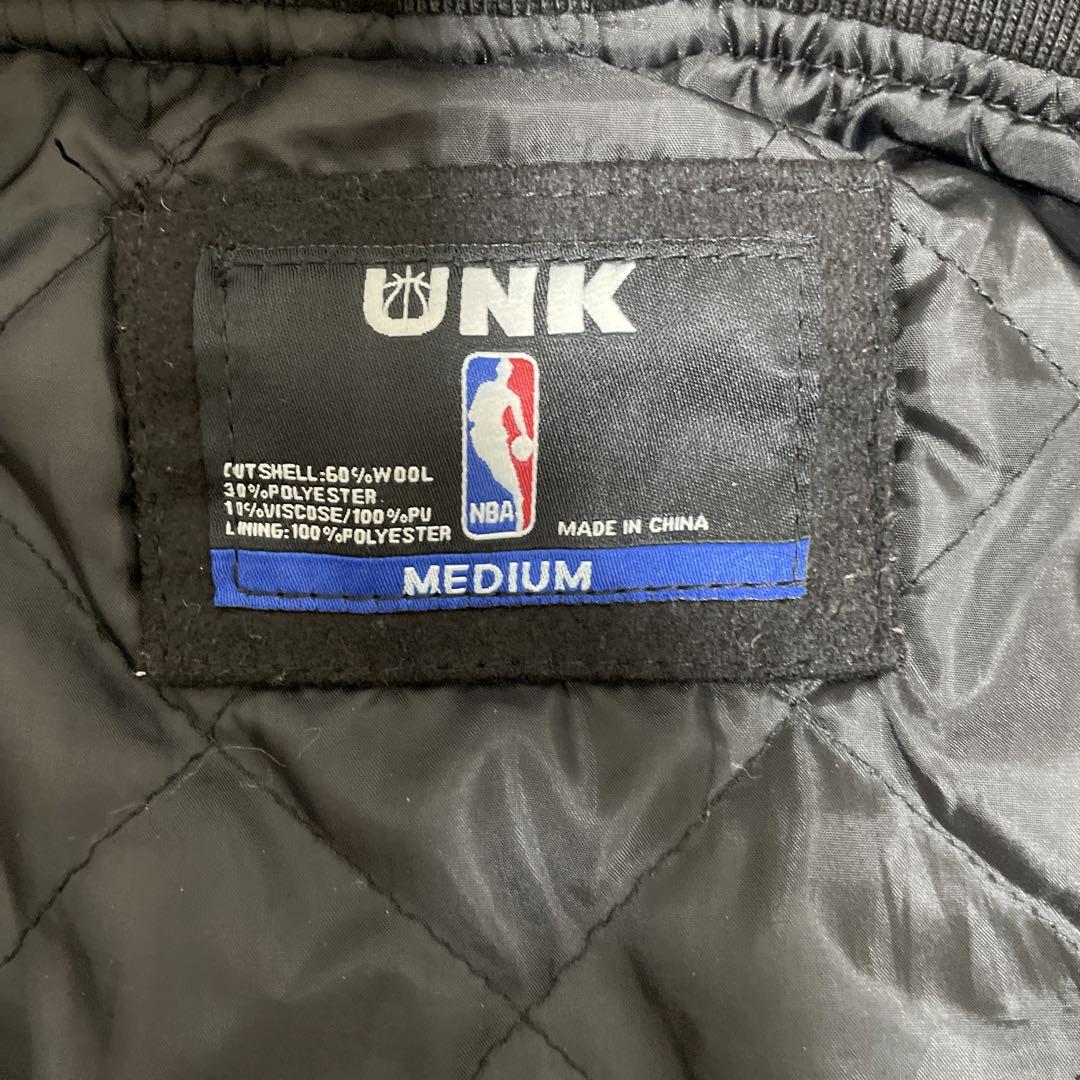 UNK
OUTSHELL:60%WOOL
30%POLYESTER
10%VISCOSE/100%PU
LINING:100%POLYESTER
NBA
MADE IN CHINA
MEDIUM